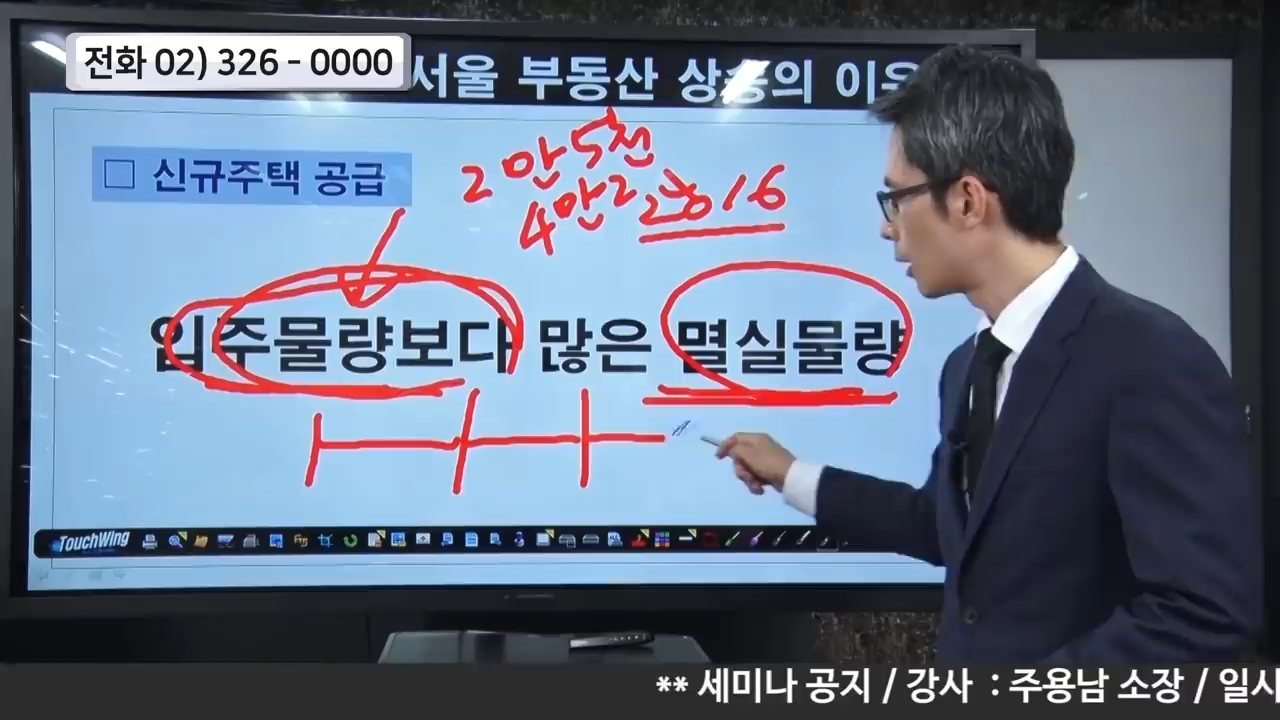 전화 02) 326 - 0000
서울 부동산 상승의 이유
□ 신규주택 공급
2만5천
4만2
2016
입주물량보다 많은 멸실물량
TouchWing
** 세미나 공지 / 강사 : 주용남 소장 / 일시